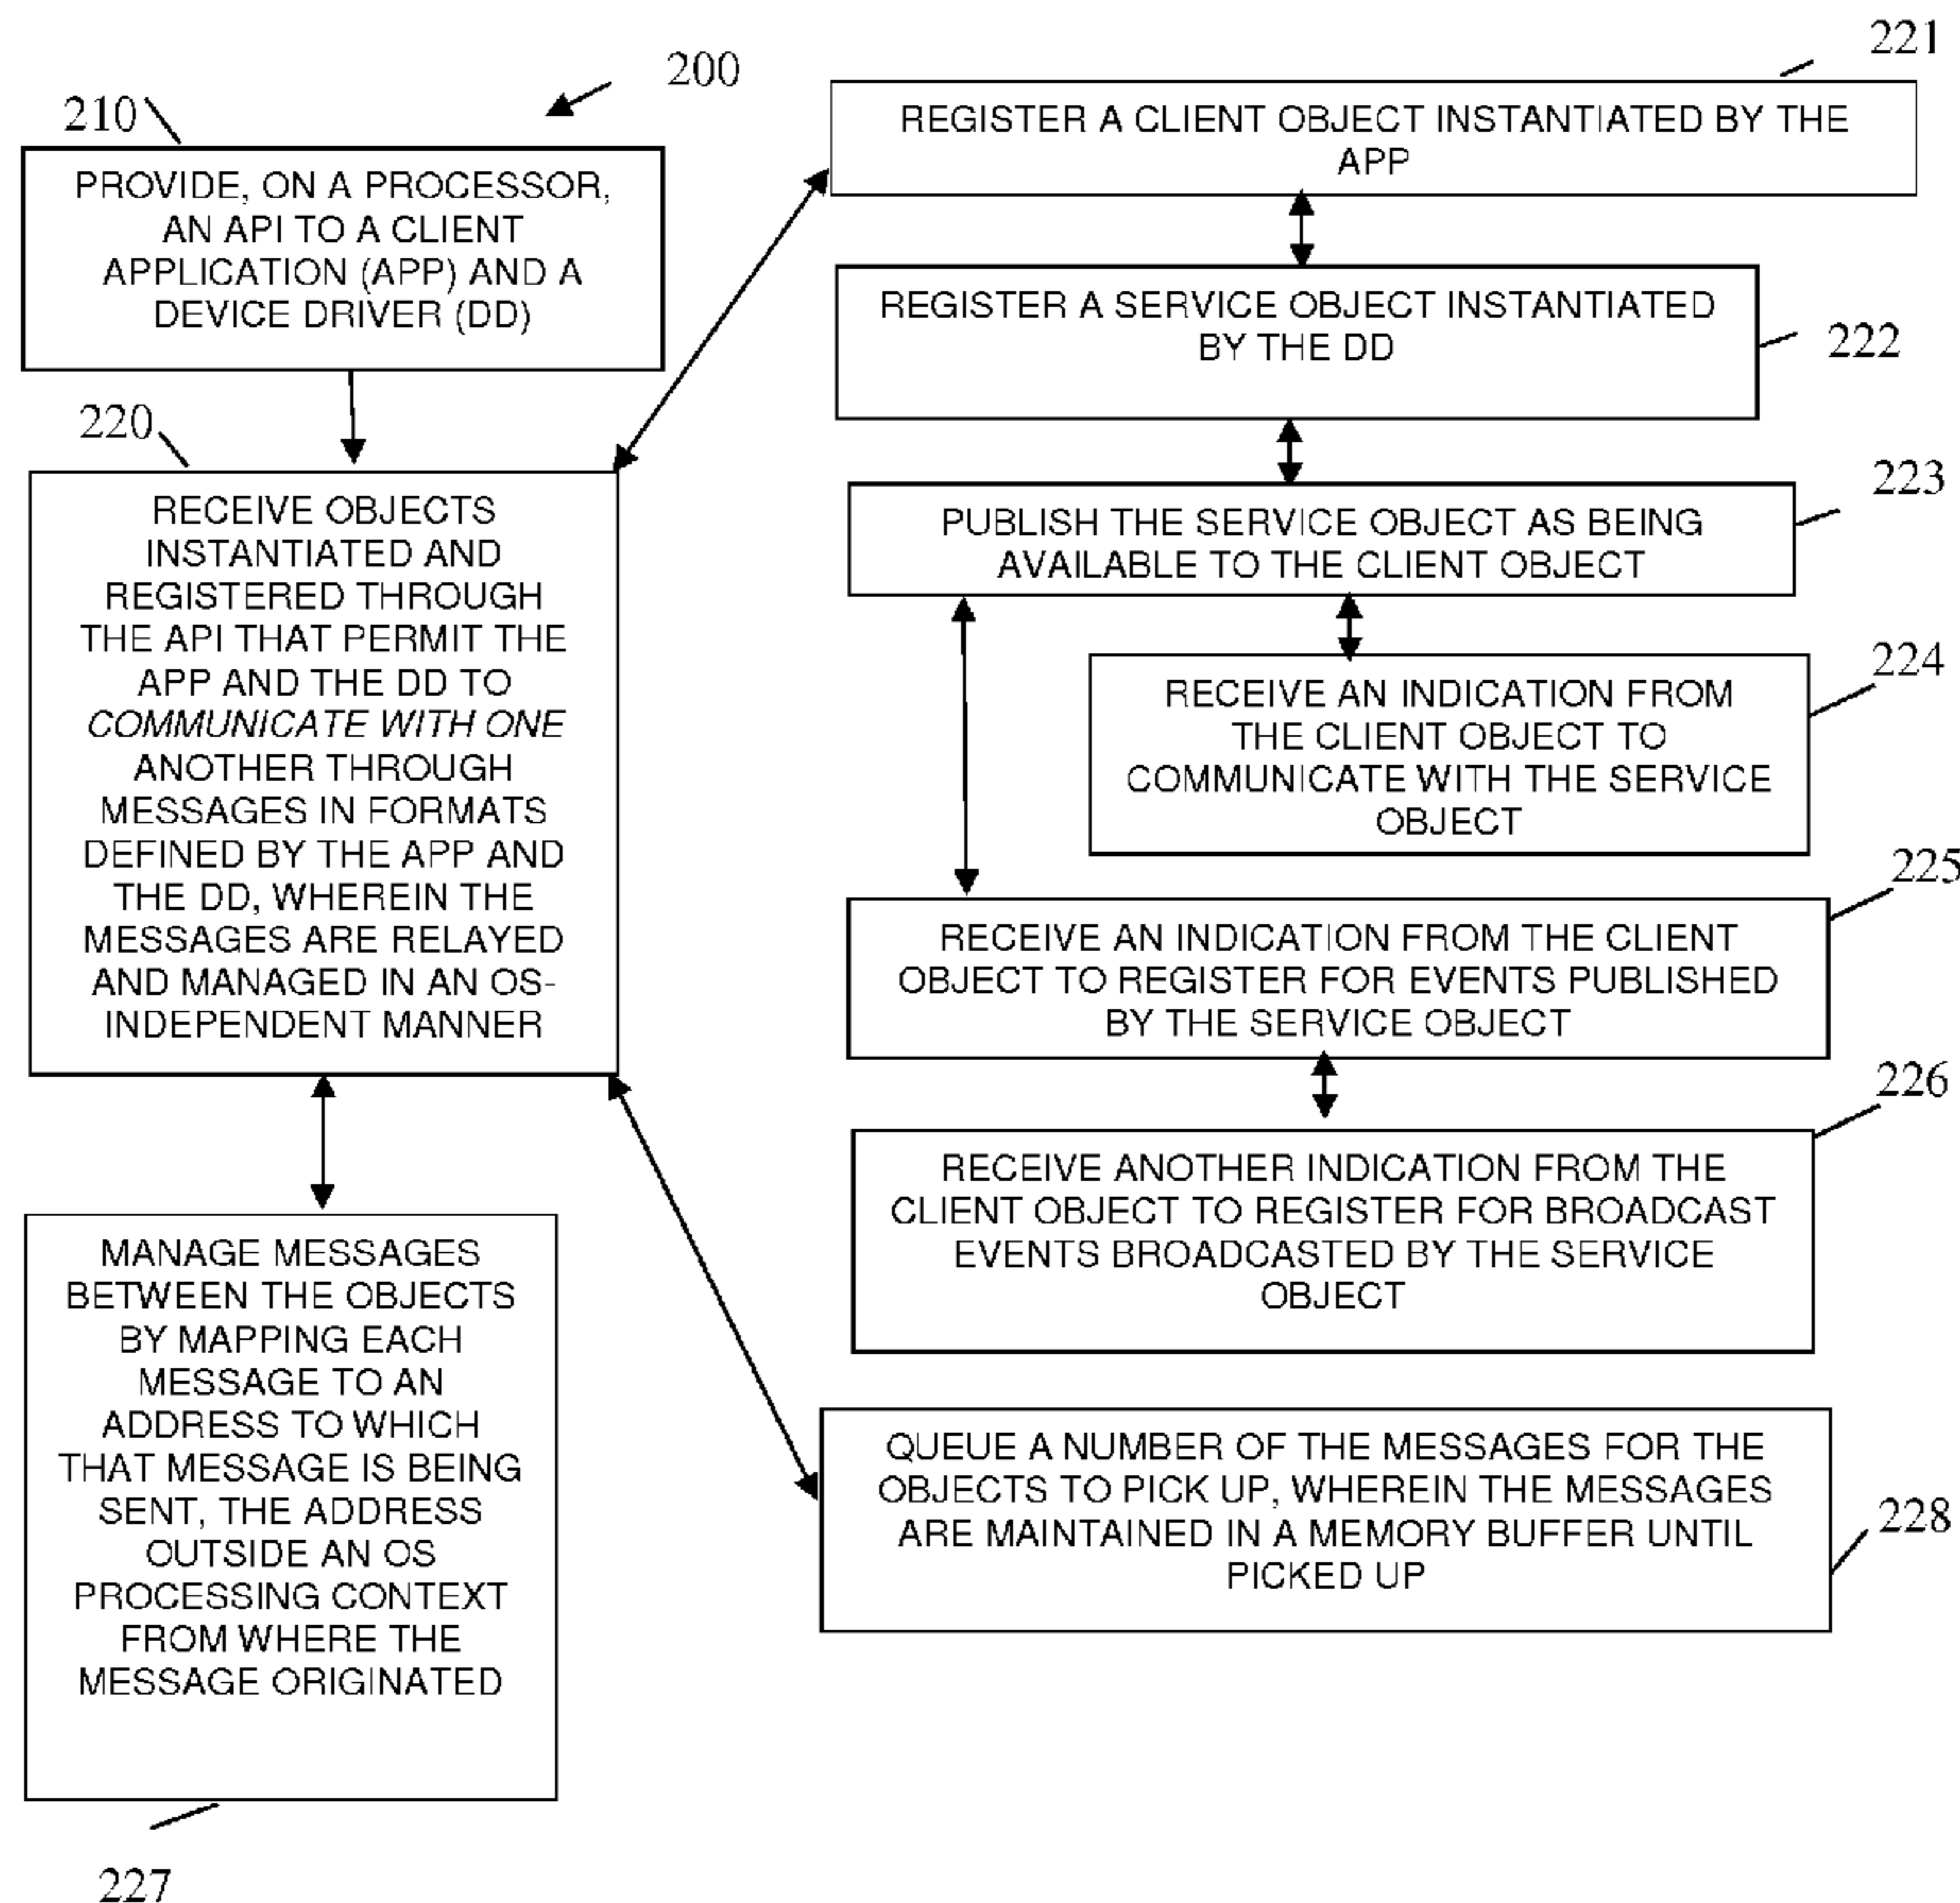 200
210
PROVIDE, ON A PROCESSOR,
AN API TO A CLIENT
APPLICATION (APP) AND A
DEVICE DRIVER (DD)
220
RECEIVE OBJECTS
INSTANTIATED AND
REGISTERED THROUGH
THE API THAT PERMIT THE
APP AND THE DD TO
COMMUNICATE WITH ONE
ANOTHER THROUGH
MESSAGES IN FORMATS
DEFINED BY THE APP AND
THE DD, WHEREIN THE
MESSAGES ARE RELAYED
AND MANAGED IN AN OS-
INDEPENDENT MANNER
MANAGE MESSAGES
BETWEEN THE OBJECTS
BY MAPPING EACH
MESSAGE TO AN
ADDRESS TO WHICH
THAT MESSAGE IS BEING
SENT, THE ADDRESS
OUTSIDE AN OS
PROCESSING CONTEXT
FROM WHERE THE
MESSAGE ORIGINATED
227
221
REGISTER A CLIENT OBJECT INSTANTIATED BY THE
APP
REGISTER A SERVICE OBJECT INSTANTIATED
BY THE DD
222
223
PUBLISH THE SERVICE OBJECT AS BEING
AVAILABLE TO THE CLIENT OBJECT
224
RECEIVE AN INDICATION FROM
THE CLIENT OBJECT TO
COMMUNICATE WITH THE SERVICE
OBJECT
225
RECEIVE AN INDICATION FROM THE CLIENT
OBJECT TO REGISTER FOR EVENTS PUBLISHED
BY THE SERVICE OBJECT
226
RECEIVE ANOTHER INDICATION FROM THE
CLIENT OBJECT TO REGISTER FOR BROADCAST
EVENTS BROADCASTED BY THE SERVICE
OBJECT
QUEUE A NUMBER OF THE MESSAGES FOR THE
OBJECTS TO PICK UP, WHEREIN THE MESSAGES
ARE MAINTAINED IN A MEMORY BUFFER UNTIL
PICKED UP
228